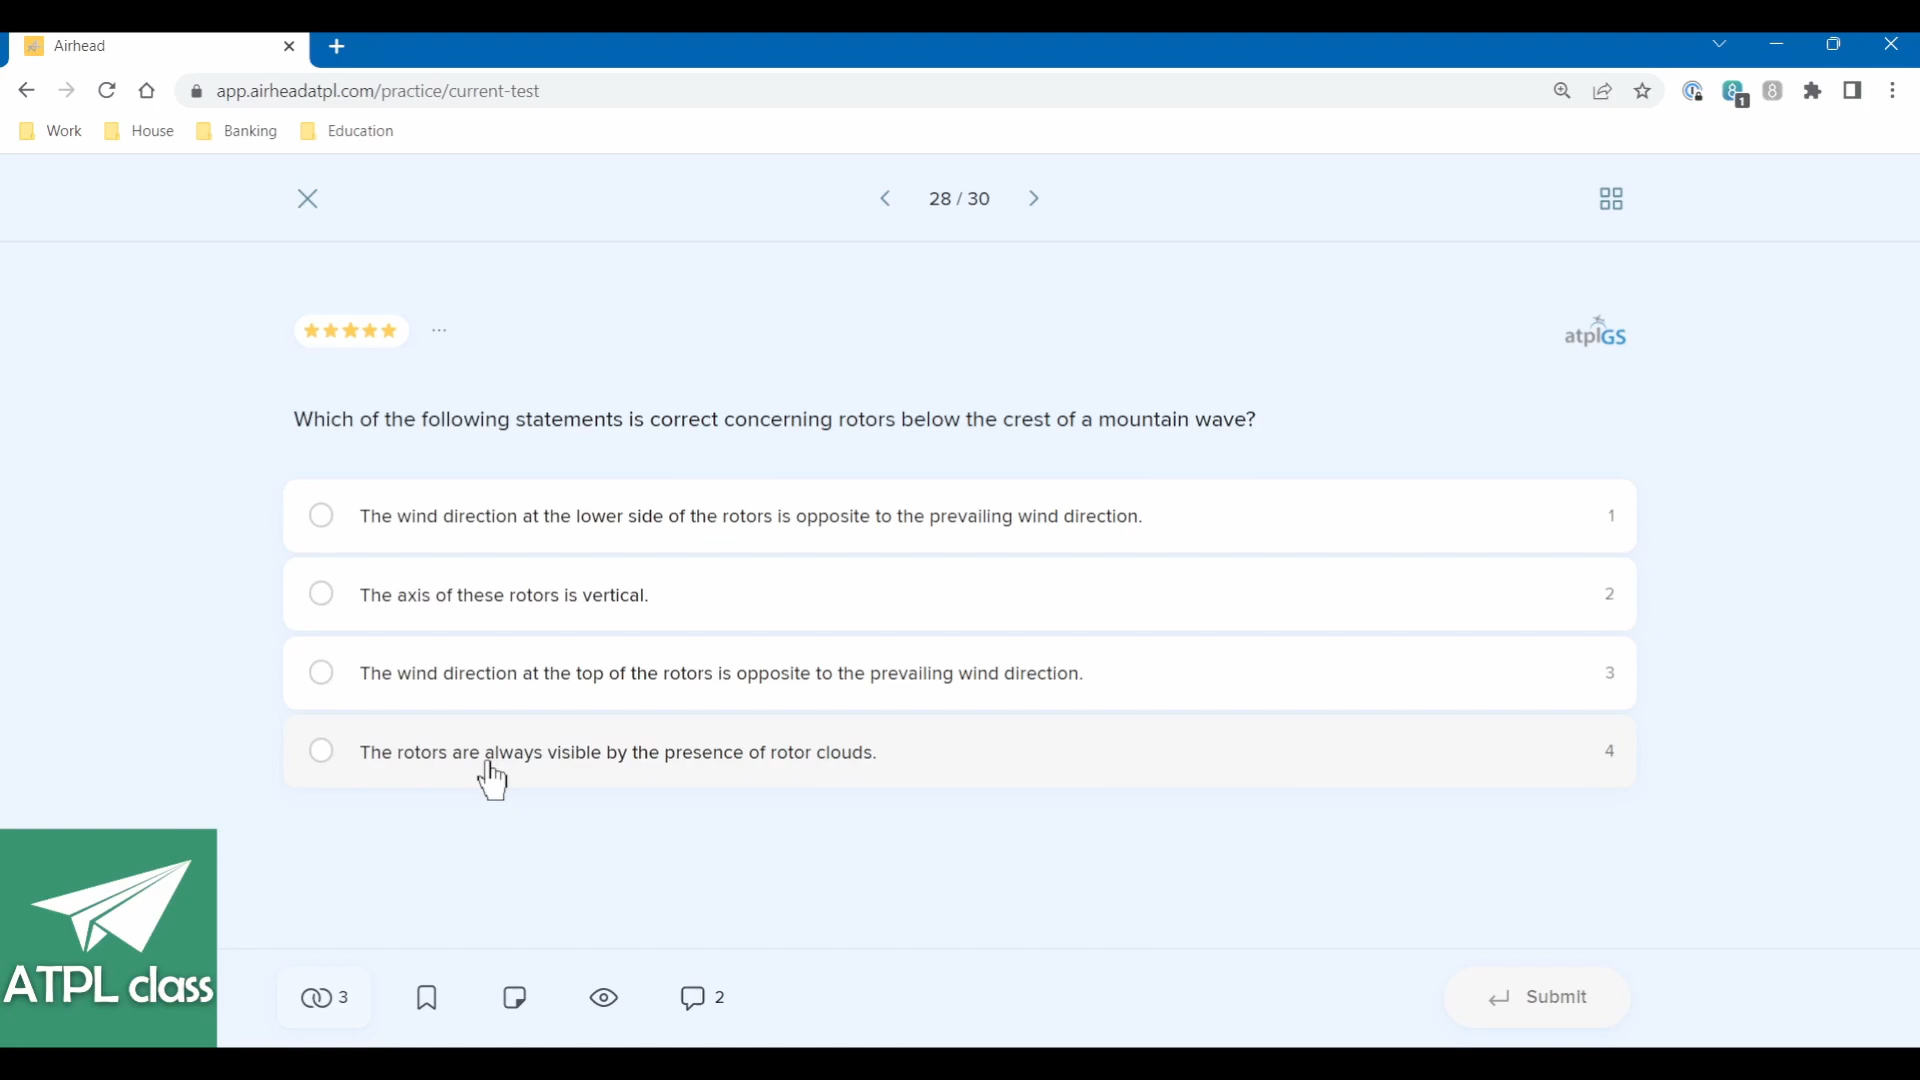 Airhead
app.airheadatpl.com/practice/current-test
1
8
Work
House
Banking
Education
28 / 30
...
atplGS
Which of the following statements is correct concerning rotors below the crest of a mountain wave?
The wind direction at the lower side of the rotors is opposite to the prevailing wind direction.
1
The axis of these rotors is vertical.
2
The wind direction at the top of the rotors is opposite to the prevailing wind direction.
3
The rotors are always visible by the presence of rotor clouds.
4
ATPL class
3
2
Submit